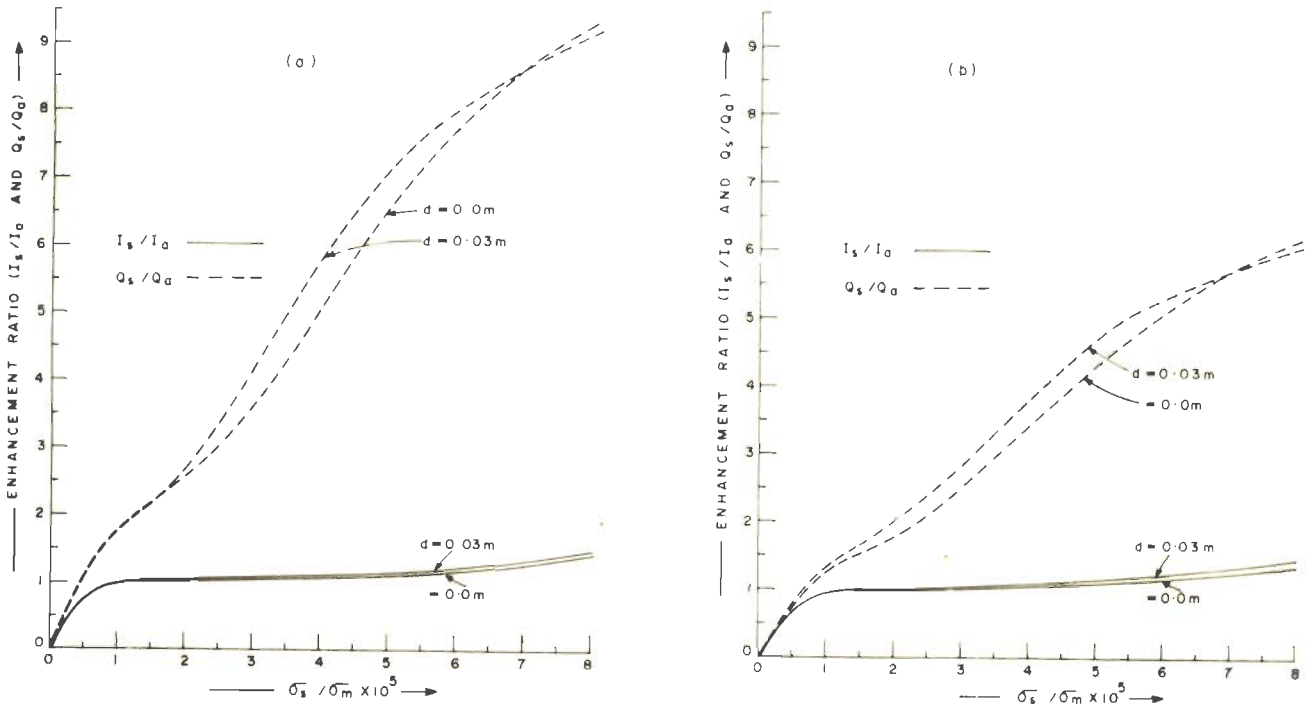 (a)
ENHANCEMENT RATIO (Is/Ia AND Qs/Qa)
9
8
7
6
5
4
3
2
1
0
Is/Ia
Qs/Qa
d = 0.0m
d = 0.03m
d = 0.03m
= 0.0m
0 1 2 3 4 5 6 7 8
σs/σm ×10⁵
(b)
ENHANCEMENT RATIO (Is/Ia AND Qs/Qa)
9
8
7
6
5
4
3
2
1
0
Is/Ia
Qs/Qa
d = 0.03m
= 0.0m
d = 0.03m
= 0.0m
0 1 2 3 4 5 6 7 8
σs/σm ×10⁵